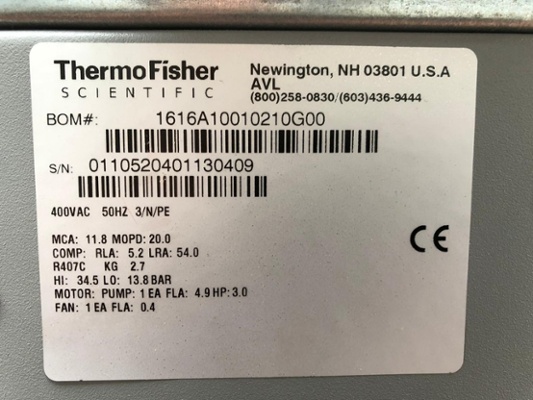 ThermoFisher
SCIENTIFIC
Newington, NH 03801 U.S.A
AVL
(800)258-0830/(603)436-9444
BOM#: 1616A10010210G00
S/N: 0110520401130409
400VAC 50HZ 3/N/PE
MCA: 11.8 MOPD: 20.0
COMP: RLA: 5.2 LRA: 54.0
R407C KG 2.7
HI: 34.5 LO: 13.8 BAR
MOTOR: PUMP: 1 EA FLA: 4.9 HP: 3.0
FAN: 1 EA FLA: 0.4
CE